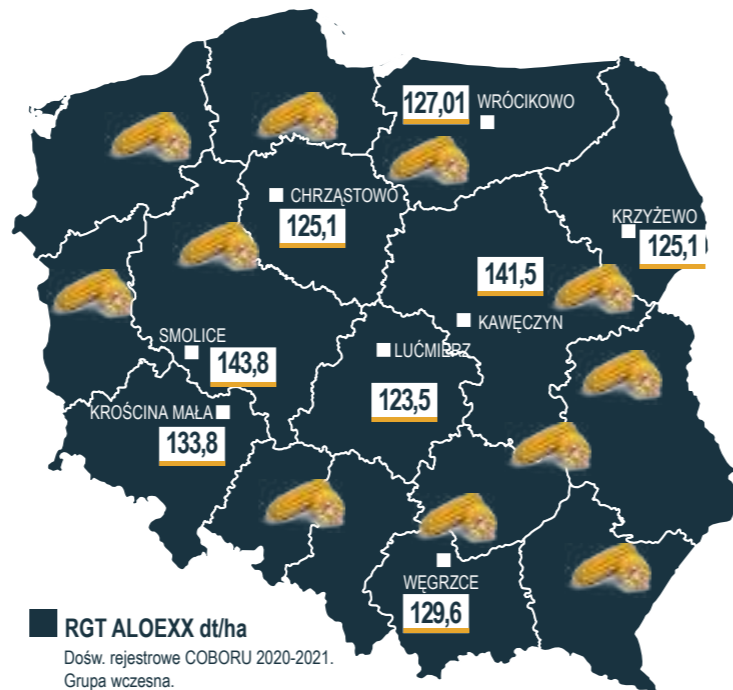 127,01 WRÓCIKOWO
CHRZĄSTOWO
125,1
KRZYŻEWO
125,1
141,5
KAWĘCZYN
SMOLICE
143,8
LUĆMIERZ
123,5
KROŚCINA MAŁA
133,8
WĘGRZCE
129,6
RGT ALOEXX dt/ha
Dośw. rejestrowe COBORU 2020-2021.
Grupa wczesna.